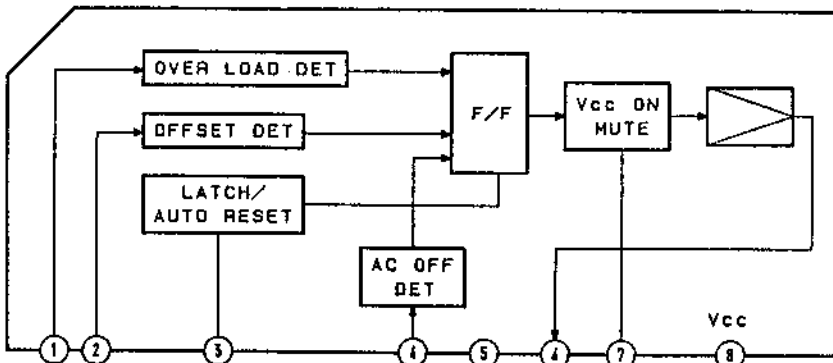 OVER LOAD DET
OFFSET DET
LATCH/
AUTO RESET
F/F
Vcc ON
MUTE
AC OFF
DET
Vcc
1 2 3 4 5 6 7 8